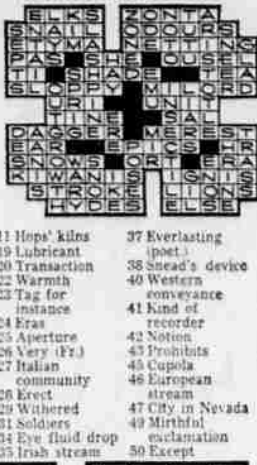 ELKS ZONTA
SNAIL ODOURS
ETYMA NETTING
PAS SHE OUSEL
TI SHADE TEA
SLOPPY MILORD
URI UNIT
TINE SAL
DAGGER MEREST
EAR EPICS HR
SNOWS ORT ERA
KIWANIS IGNIS
STROKE LIONS
HYDES ELSE
11 Hops' kilns
19 Lubricant
20 Transaction
22 Warmth
23 Tag for
instance
24 Eras
25 Aperture
26 Very (Fr.)
27 Italian
community
28 Erect
29 Withered
31 Soldiers
34 Eye fluid drop
35 Irish stream
37 Everlasting
(poet.)
38 Snead's device
40 Western
conveyance
41 Kind of
recorder
42 Notion
43 Prohibits
45 Cupola
46 European
stream
47 City in Nevada
49 Mirthful
exclamation
50 Except